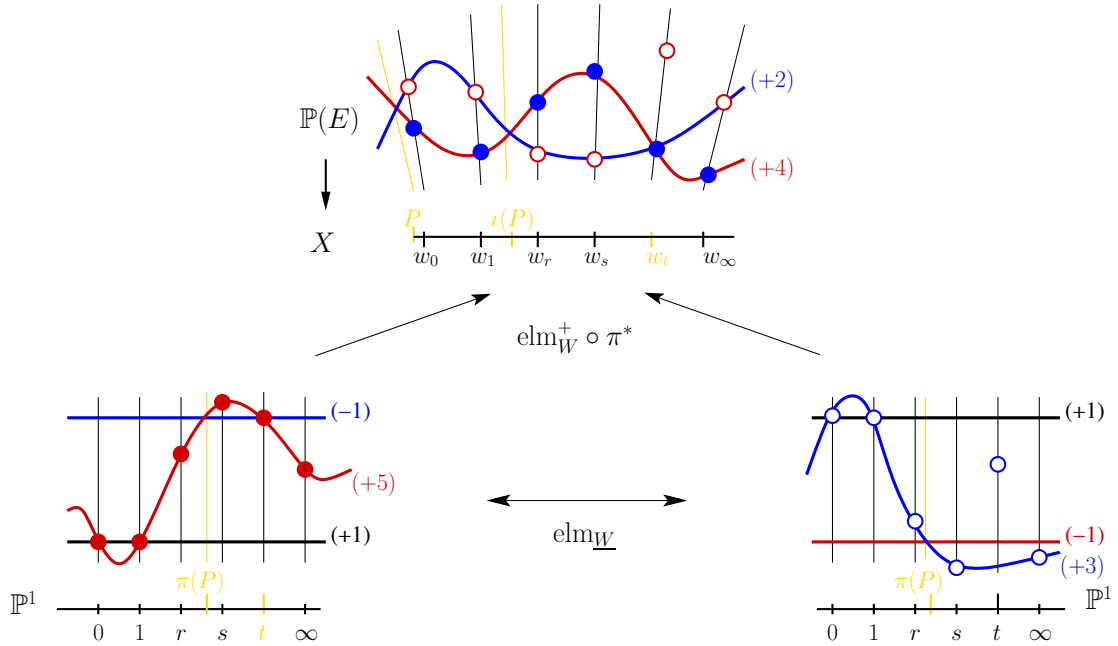 (+2)
ℙ(E)
(+4)
P ι(P)
X
w₀ w₁ w_r w_s w_t w_∞
elm⁺_W ∘ π*
(−1) (+1)
(+5)
elm_W̲
(+1) (−1)
(+3)
π(P) π(P)
ℙ¹ ℙ¹
0 1 r s t ∞ 0 1 r s t ∞